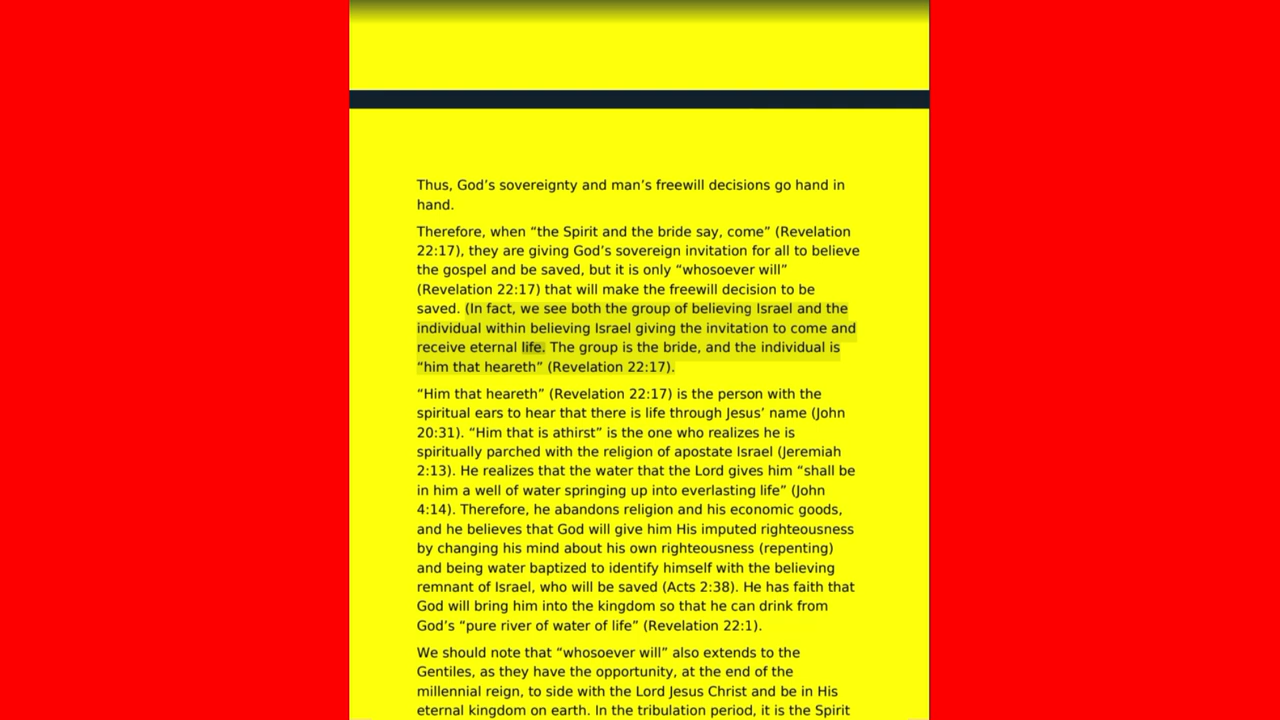 Thus, God’s sovereignty and man’s freewill decisions go hand in
hand.
Therefore, when “the Spirit and the bride say, come” (Revelation
22:17), they are giving God’s sovereign invitation for all to believe
the gospel and be saved, but it is only “whosoever will”
(Revelation 22:17) that will make the freewill decision to be
saved. (In fact, we see both the group of believing Israel and the
individual within believing Israel giving the invitation to come and
receive eternal life. The group is the bride, and the individual is
“him that heareth” (Revelation 22:17).
“Him that heareth” (Revelation 22:17) is the person with the
spiritual ears to hear that there is life through Jesus’ name (John
20:31). “Him that is athirst” is the one who realizes he is
spiritually parched with the religion of apostate Israel (Jeremiah
2:13). He realizes that the water that the Lord gives him “shall be
in him a well of water springing up into everlasting life” (John
4:14). Therefore, he abandons religion and his economic goods,
and he believes that God will give him His imputed righteousness
by changing his mind about his own righteousness (repenting)
and being water baptized to identify himself with the believing
remnant of Israel, who will be saved (Acts 2:38). He has faith that
God will bring him into the kingdom so that he can drink from
God’s “pure river of water of life” (Revelation 22:1).
We should note that “whosoever will” also extends to the
Gentiles, as they have the opportunity, at the end of the
millennial reign, to side with the Lord Jesus Christ and be in His
eternal kingdom on earth. In the tribulation period, it is the Spirit